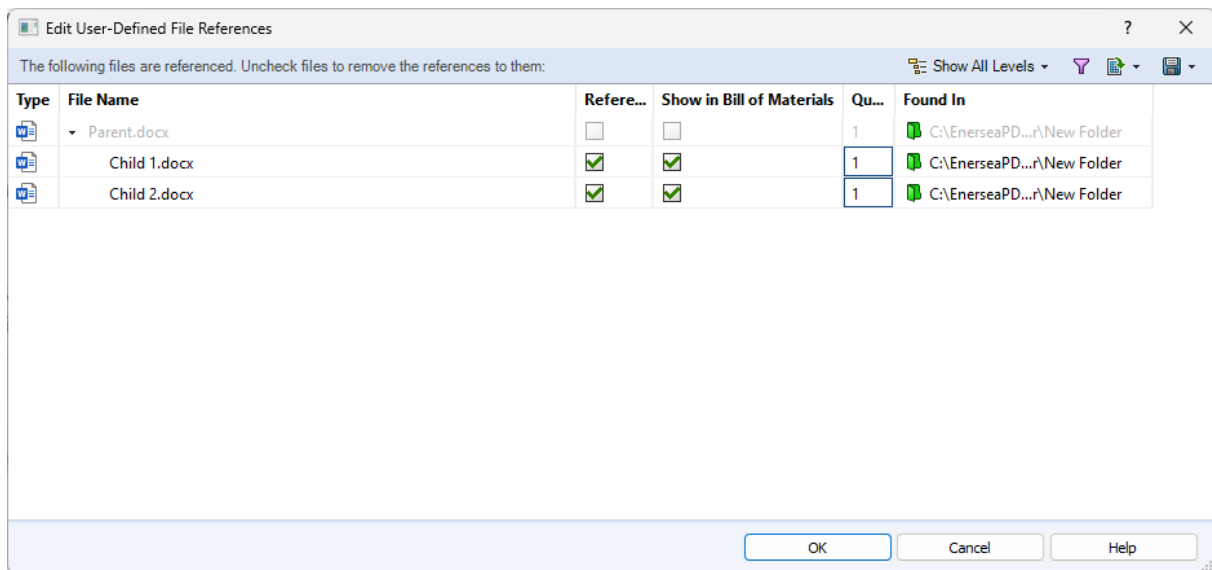 Edit User-Defined File References ?
The following files are referenced. Uncheck files to remove the references to them: Show All Levels
Type File Name Refere... Show in Bill of Materials Qu... Found In
Parent.docx 1 C:\EnerseaPD...r\New Folder
Child 1.docx 1 C:\EnerseaPD...r\New Folder
Child 2.docx 1 C:\EnerseaPD...r\New Folder
OK Cancel Help